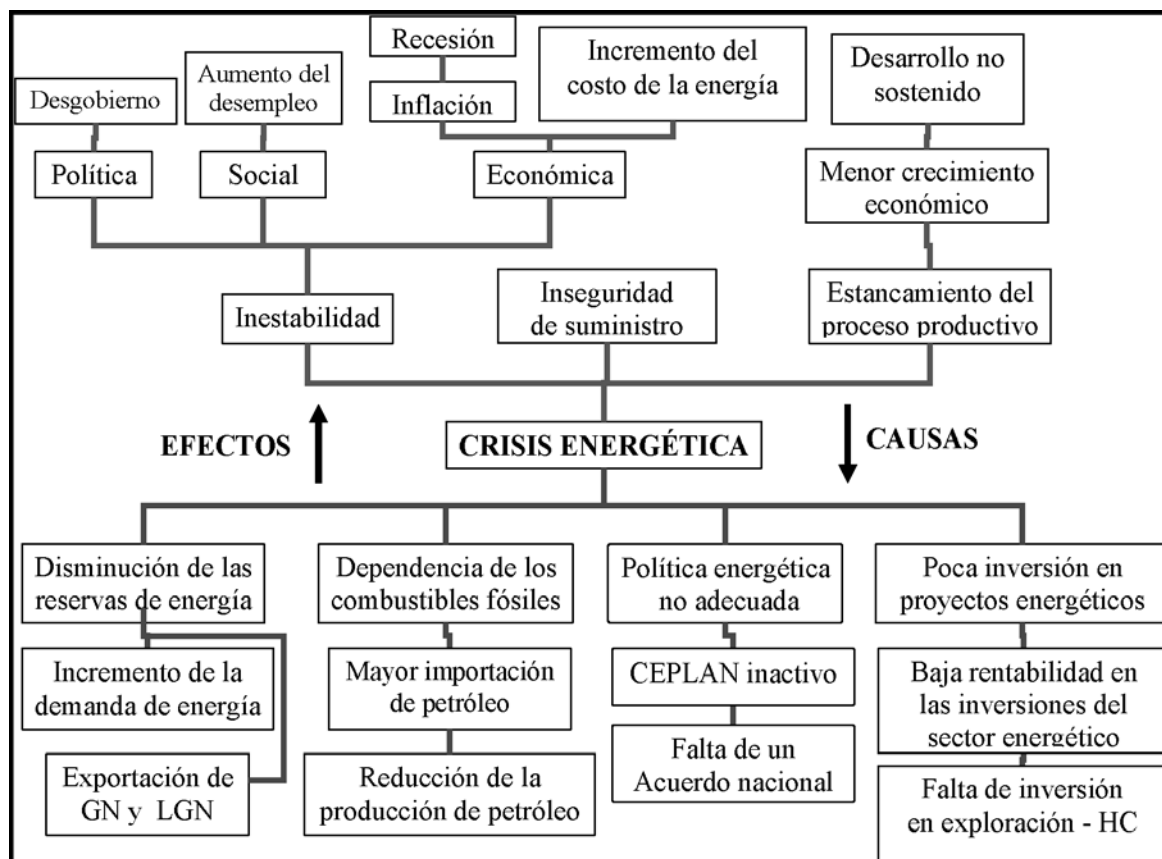 Recesión
Incremento del
costo de la energía
Desarrollo no
sostenido
Aumento del
desempleo
Desgobierno
Inflación
Política
Social
Económica
Menor crecimiento
económico
Inestabilidad
Inseguridad
de suministro
Estancamiento del
proceso productivo
EFECTOS
CRISIS ENERGÉTICA
CAUSAS
Disminución de las
reservas de energía
Dependencia de los
combustibles fósiles
Política energética
no adecuada
Poca inversión en
proyectos energéticos
Incremento de la
demanda de energía
Mayor importación
de petróleo
CEPLAN inactivo
Baja rentabilidad en
las inversiones del
sector energético
Exportación de
GN y LGN
Reducción de la
producción de petróleo
Falta de un
Acuerdo nacional
Falta de inversión
en exploración - HC